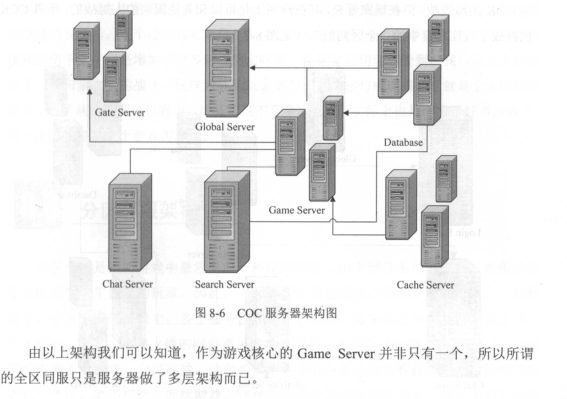 Gate Server
Global Server
Database
Game Server
Chat Server
Search Server
Cache Server
图 8-6 COC 服务器架构图
由以上架构我们可以知道，作为游戏核心的 Game Server 并非只有一个，所以所谓
的全区同服只是服务器做了多层架构而已。